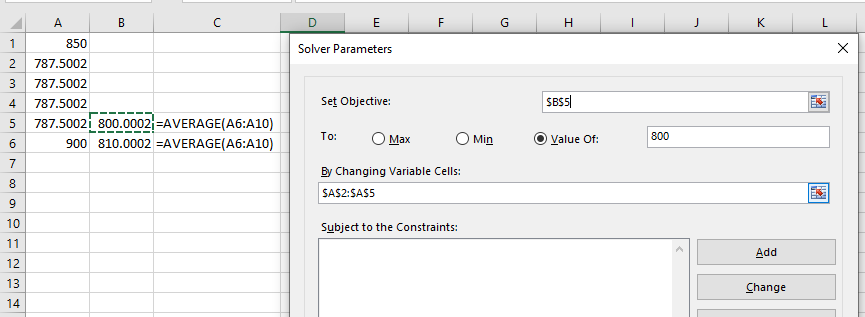 A B C D E F G H I J K L
1 850
Solver Parameters
2 787.5002
3 787.5002
4 787.5002
Set Objective: $B$5
5 787.5002 800.0002 =AVERAGE(A6:A10)
To: Max Min Value Of: 800
6 900 810.0002 =AVERAGE(A6:A10)
7
By Changing Variable Cells:
8
$A$2:$A$5
9
Subject to the Constraints:
10
11
Add
12
13
Change
14